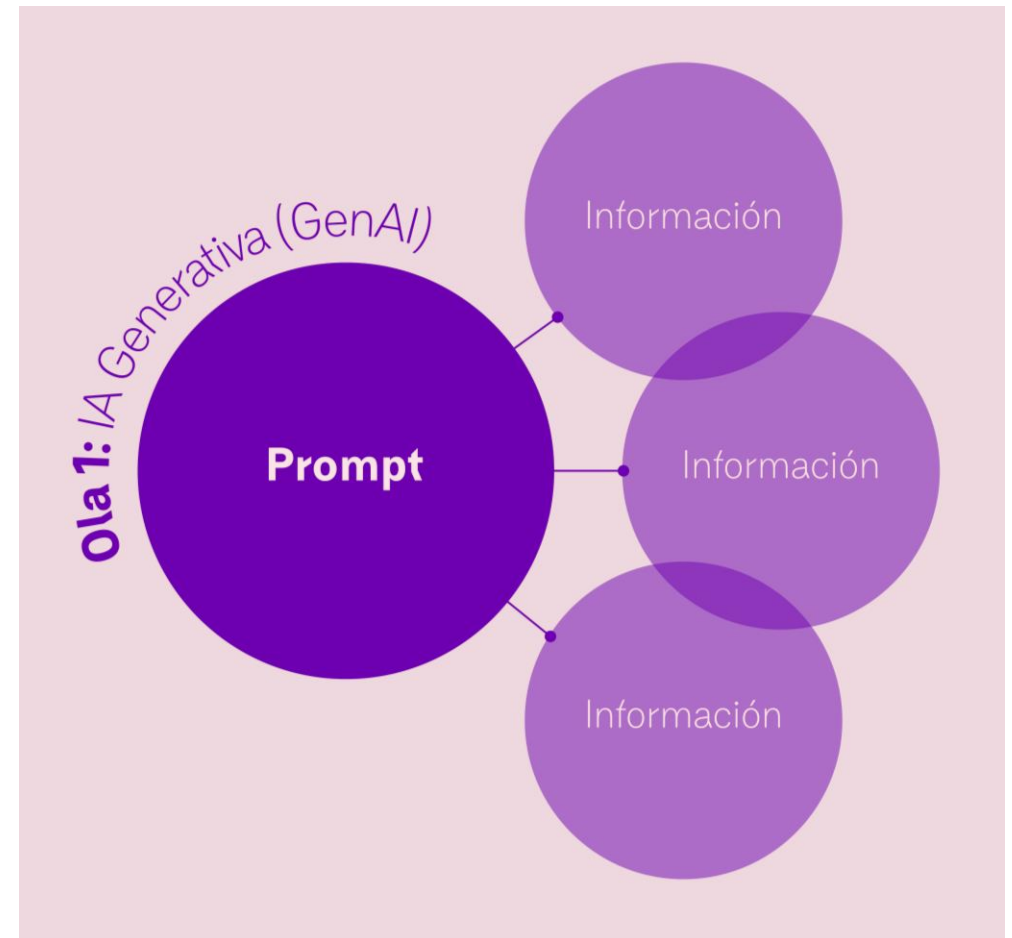 Ola 1: IA Generativa (GenAI)
Prompt
Información
Información
Información